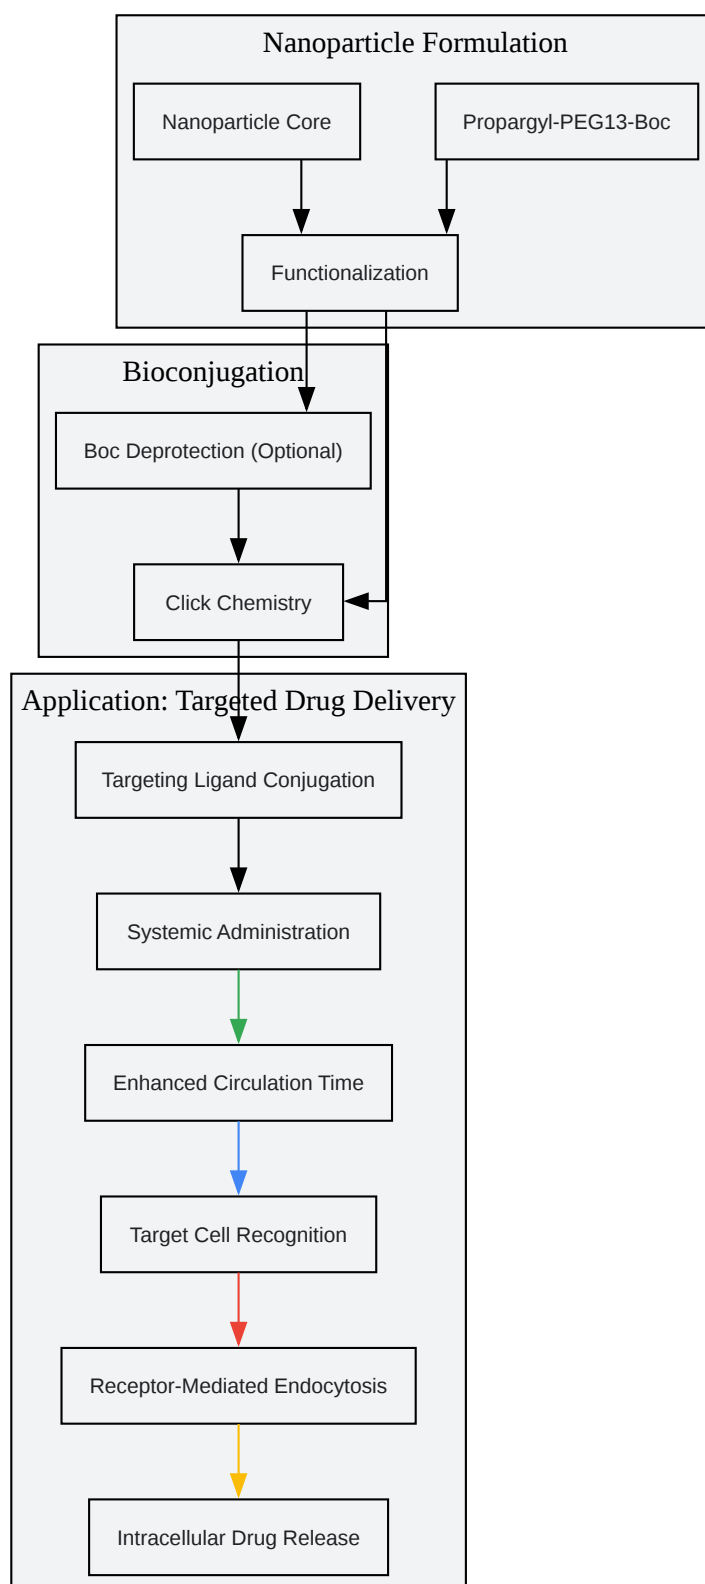 Nanoparticle Formulation
Nanoparticle Core
Propargyl-PEG13-Boc
Functionalization
Bioconjugation
Boc Deprotection (Optional)
Click Chemistry
Application: Targeted Drug Delivery
Targeting Ligand Conjugation
Systemic Administration
Enhanced Circulation Time
Target Cell Recognition
Receptor-Mediated Endocytosis
Intracellular Drug Release